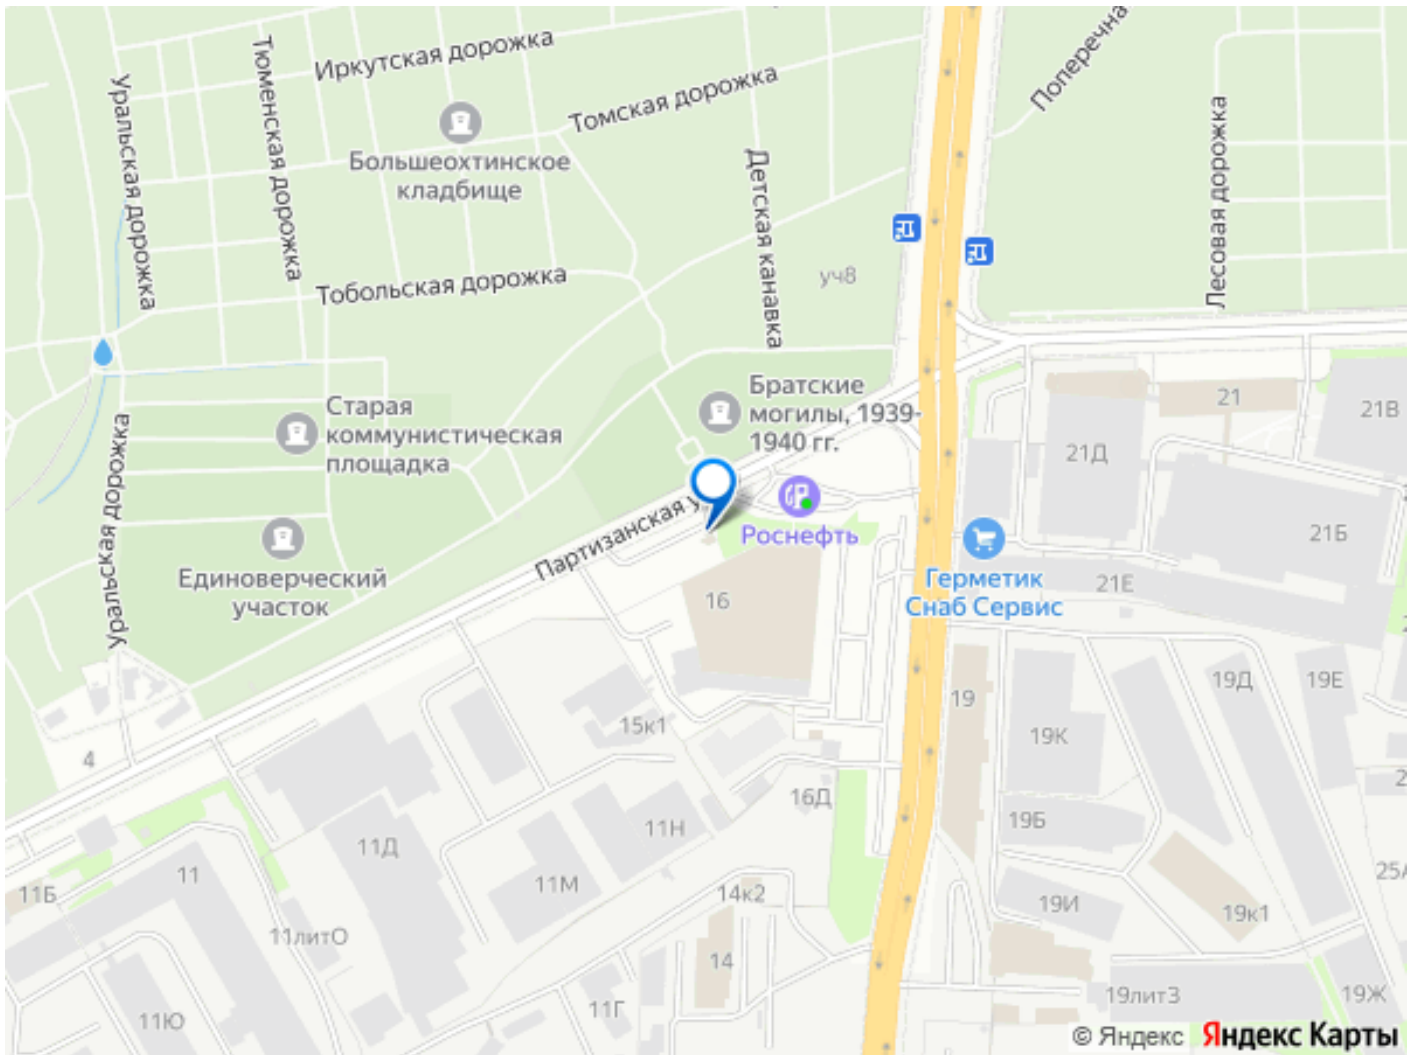 Иркутская дорожка
Уральская дорожка
Тюменская дорожка
Томская дорожка
Большеохтинское
кладбище
Детская канавка
Лесовая дорожка
Тобольская дорожка
уч8
Братские
могилы, 1939-
1940 гг.
Старая
коммунистическая
площадка
21
21В
21Д
Уральская дорожка
Партизанская
Роснефть
21Б
Единоверческий
участок
Герметик
Снаб Сервис
21Е
16
19Д
19Е
19
15к1
19К
4
16Д
11Н
19Б
11Д
11
11М
14к2
11Б
19И
19к1
11литО
14
11Г
19литЗ
19Ж
11Ю
© Яндекс Яндекс Карты